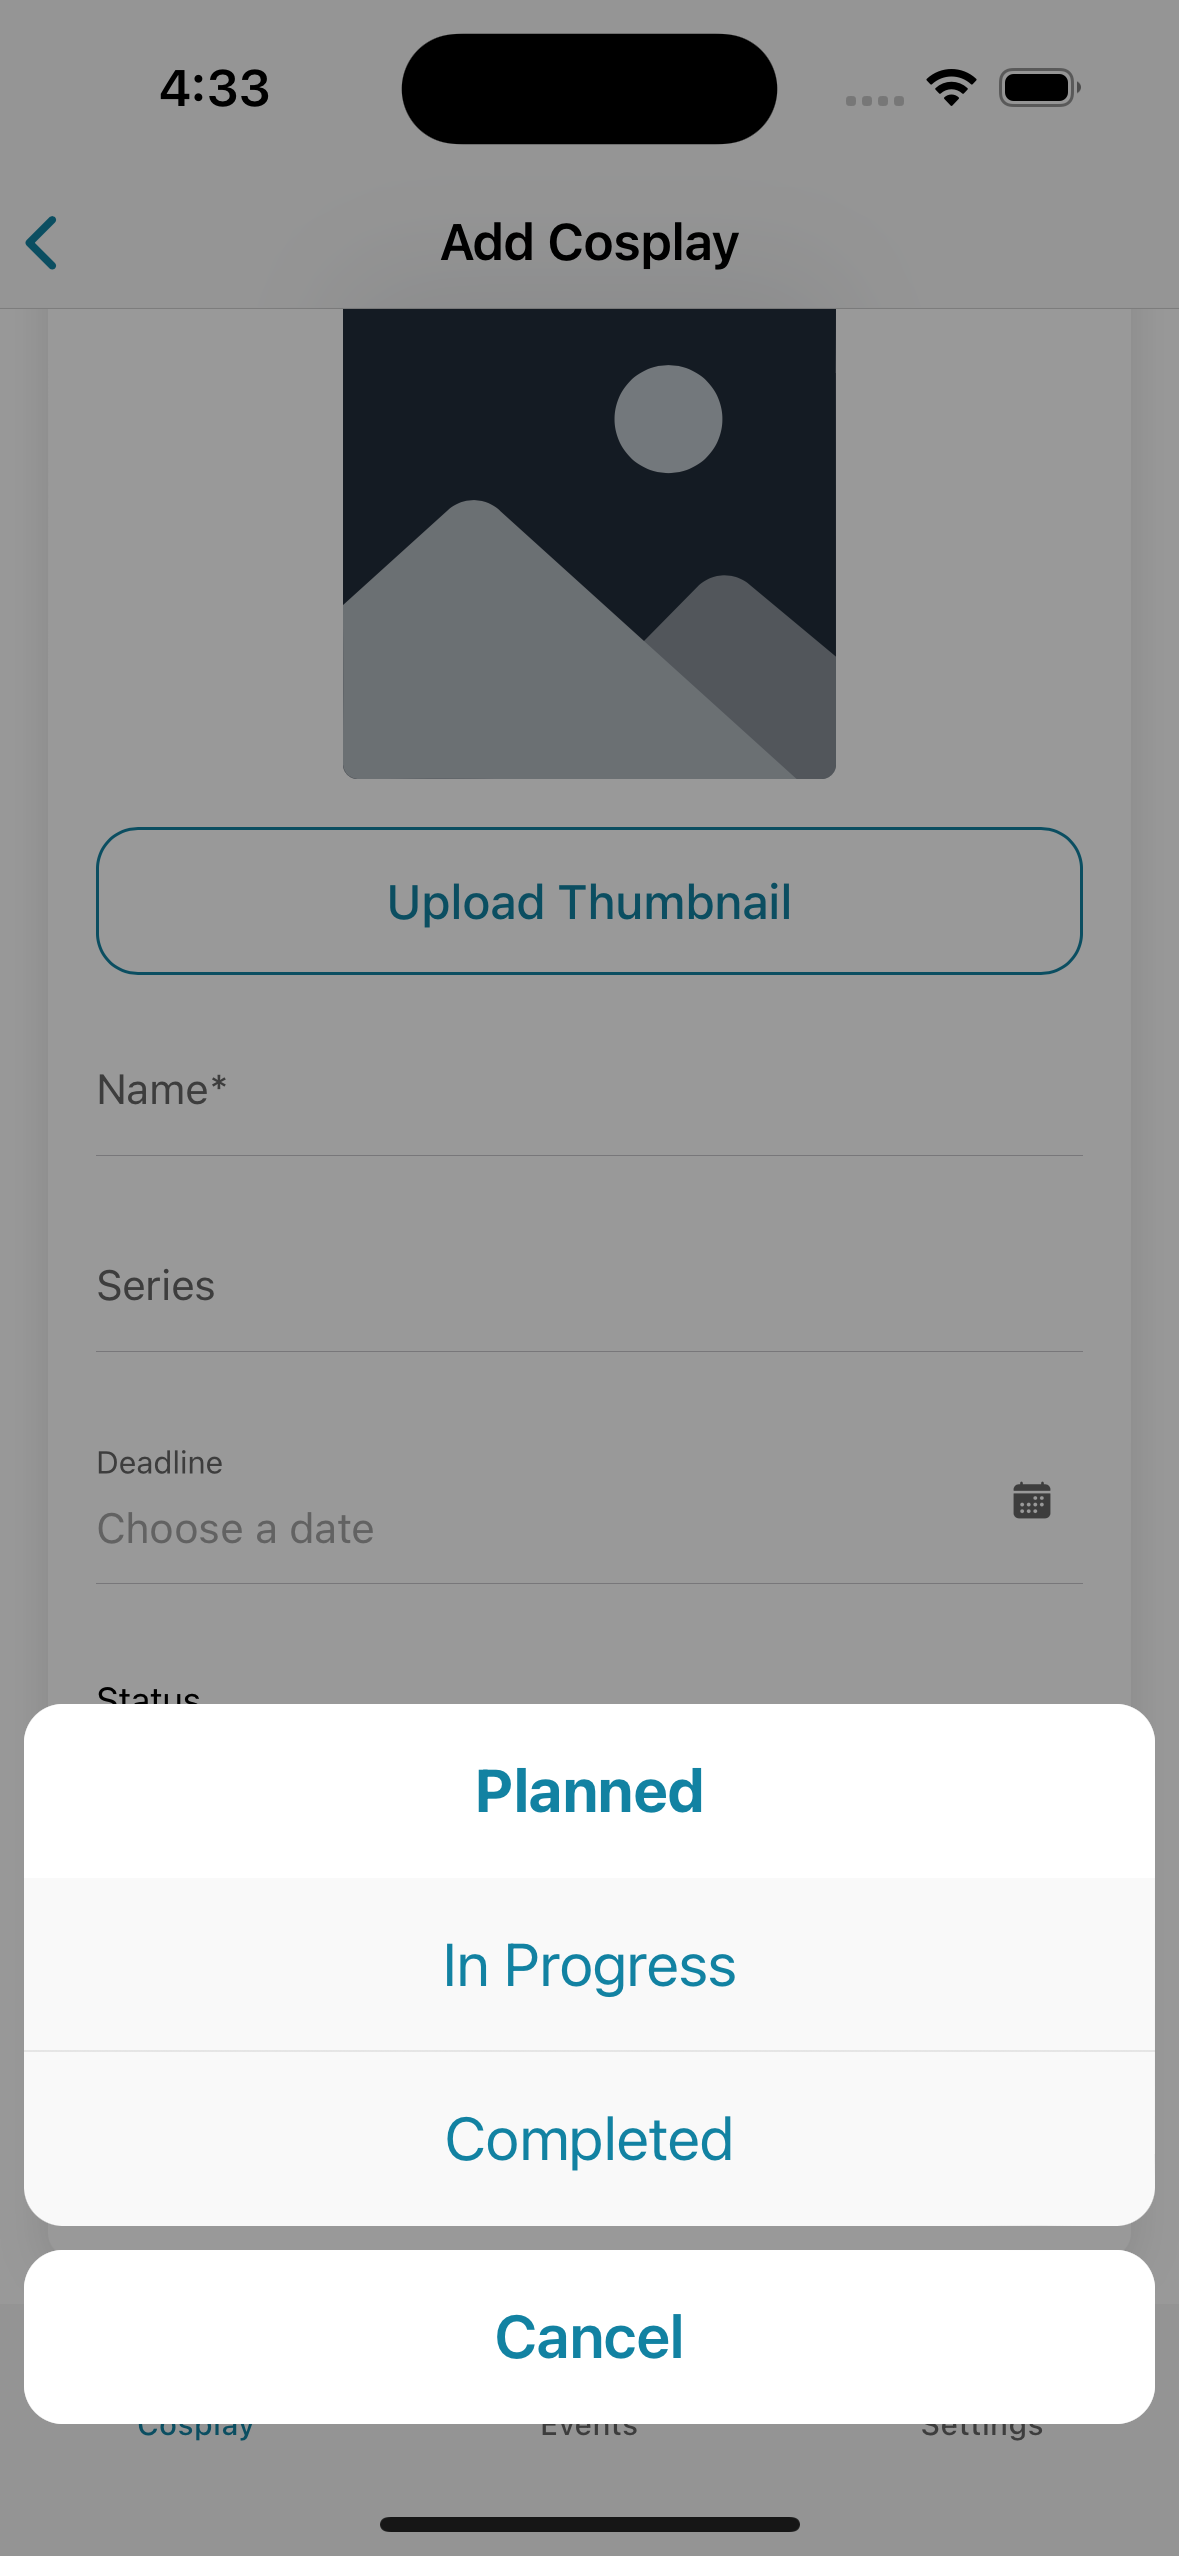 4:33
Add Cosplay
Upload Thumbnail
Name*
Series
Deadline
Choose a date
Status
Planned
In Progress
Completed
Cancel
Cosplay
Events
Settings